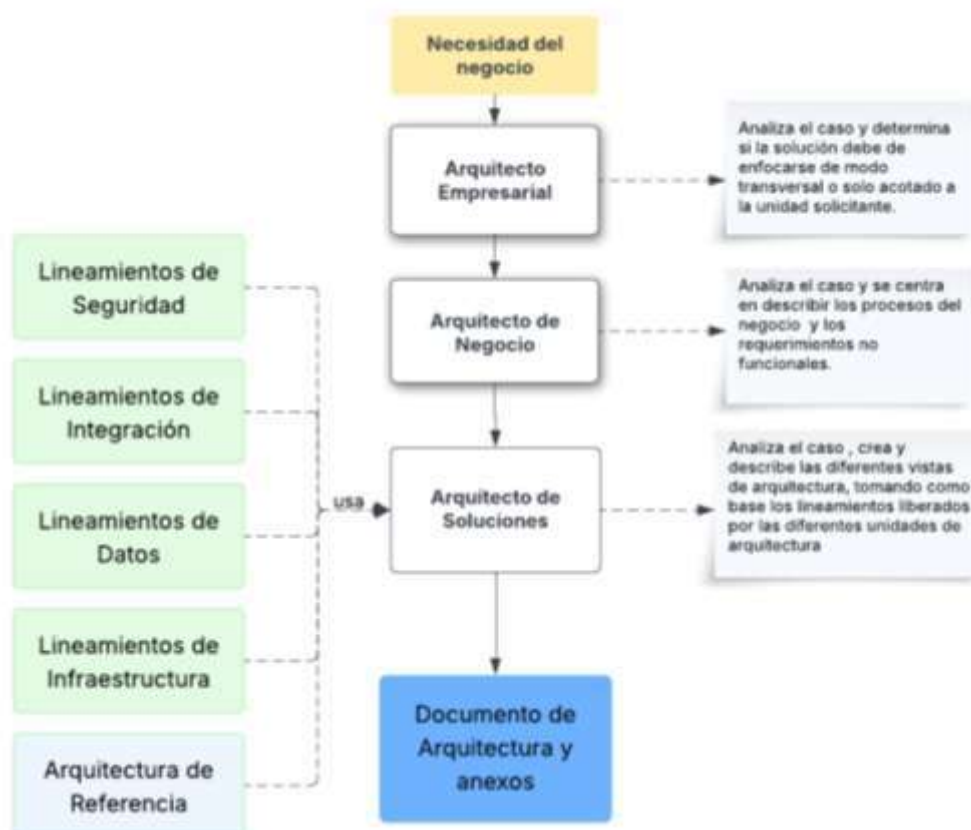 Necesidad del
negocio
Arquitecto
Empresarial
Analiza el caso y determina
si la solución debe de
enfocarse de modo
transversal o solo acotado a
la unidad solicitante.
Arquitecto de
Negocio
Analiza el caso y se centra
en describir los procesos del
negocio y los
requerimientos no
funcionales.
Lineamientos de
Seguridad
Lineamientos de
Integración
Lineamientos de
Datos
Lineamientos de
Infraestructura
Arquitectura de
Referencia
usa
Arquitecto de
Soluciones
Analiza el caso , crea y
describe las diferentes vistas
de arquitectura, tomando como
base los lineamientos liberados
por las diferentes unidades de
arquitectura
Documento de
Arquitectura y
anexos